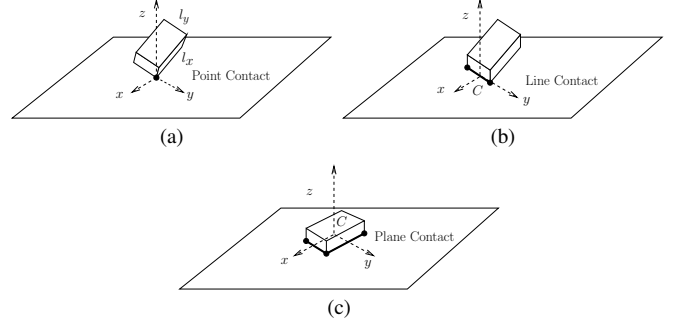 z
l_y
l_x
Point Contact
x
y
(a)
z
Line Contact
x
C
y
(b)
z
C
Plane Contact
x
y
(c)